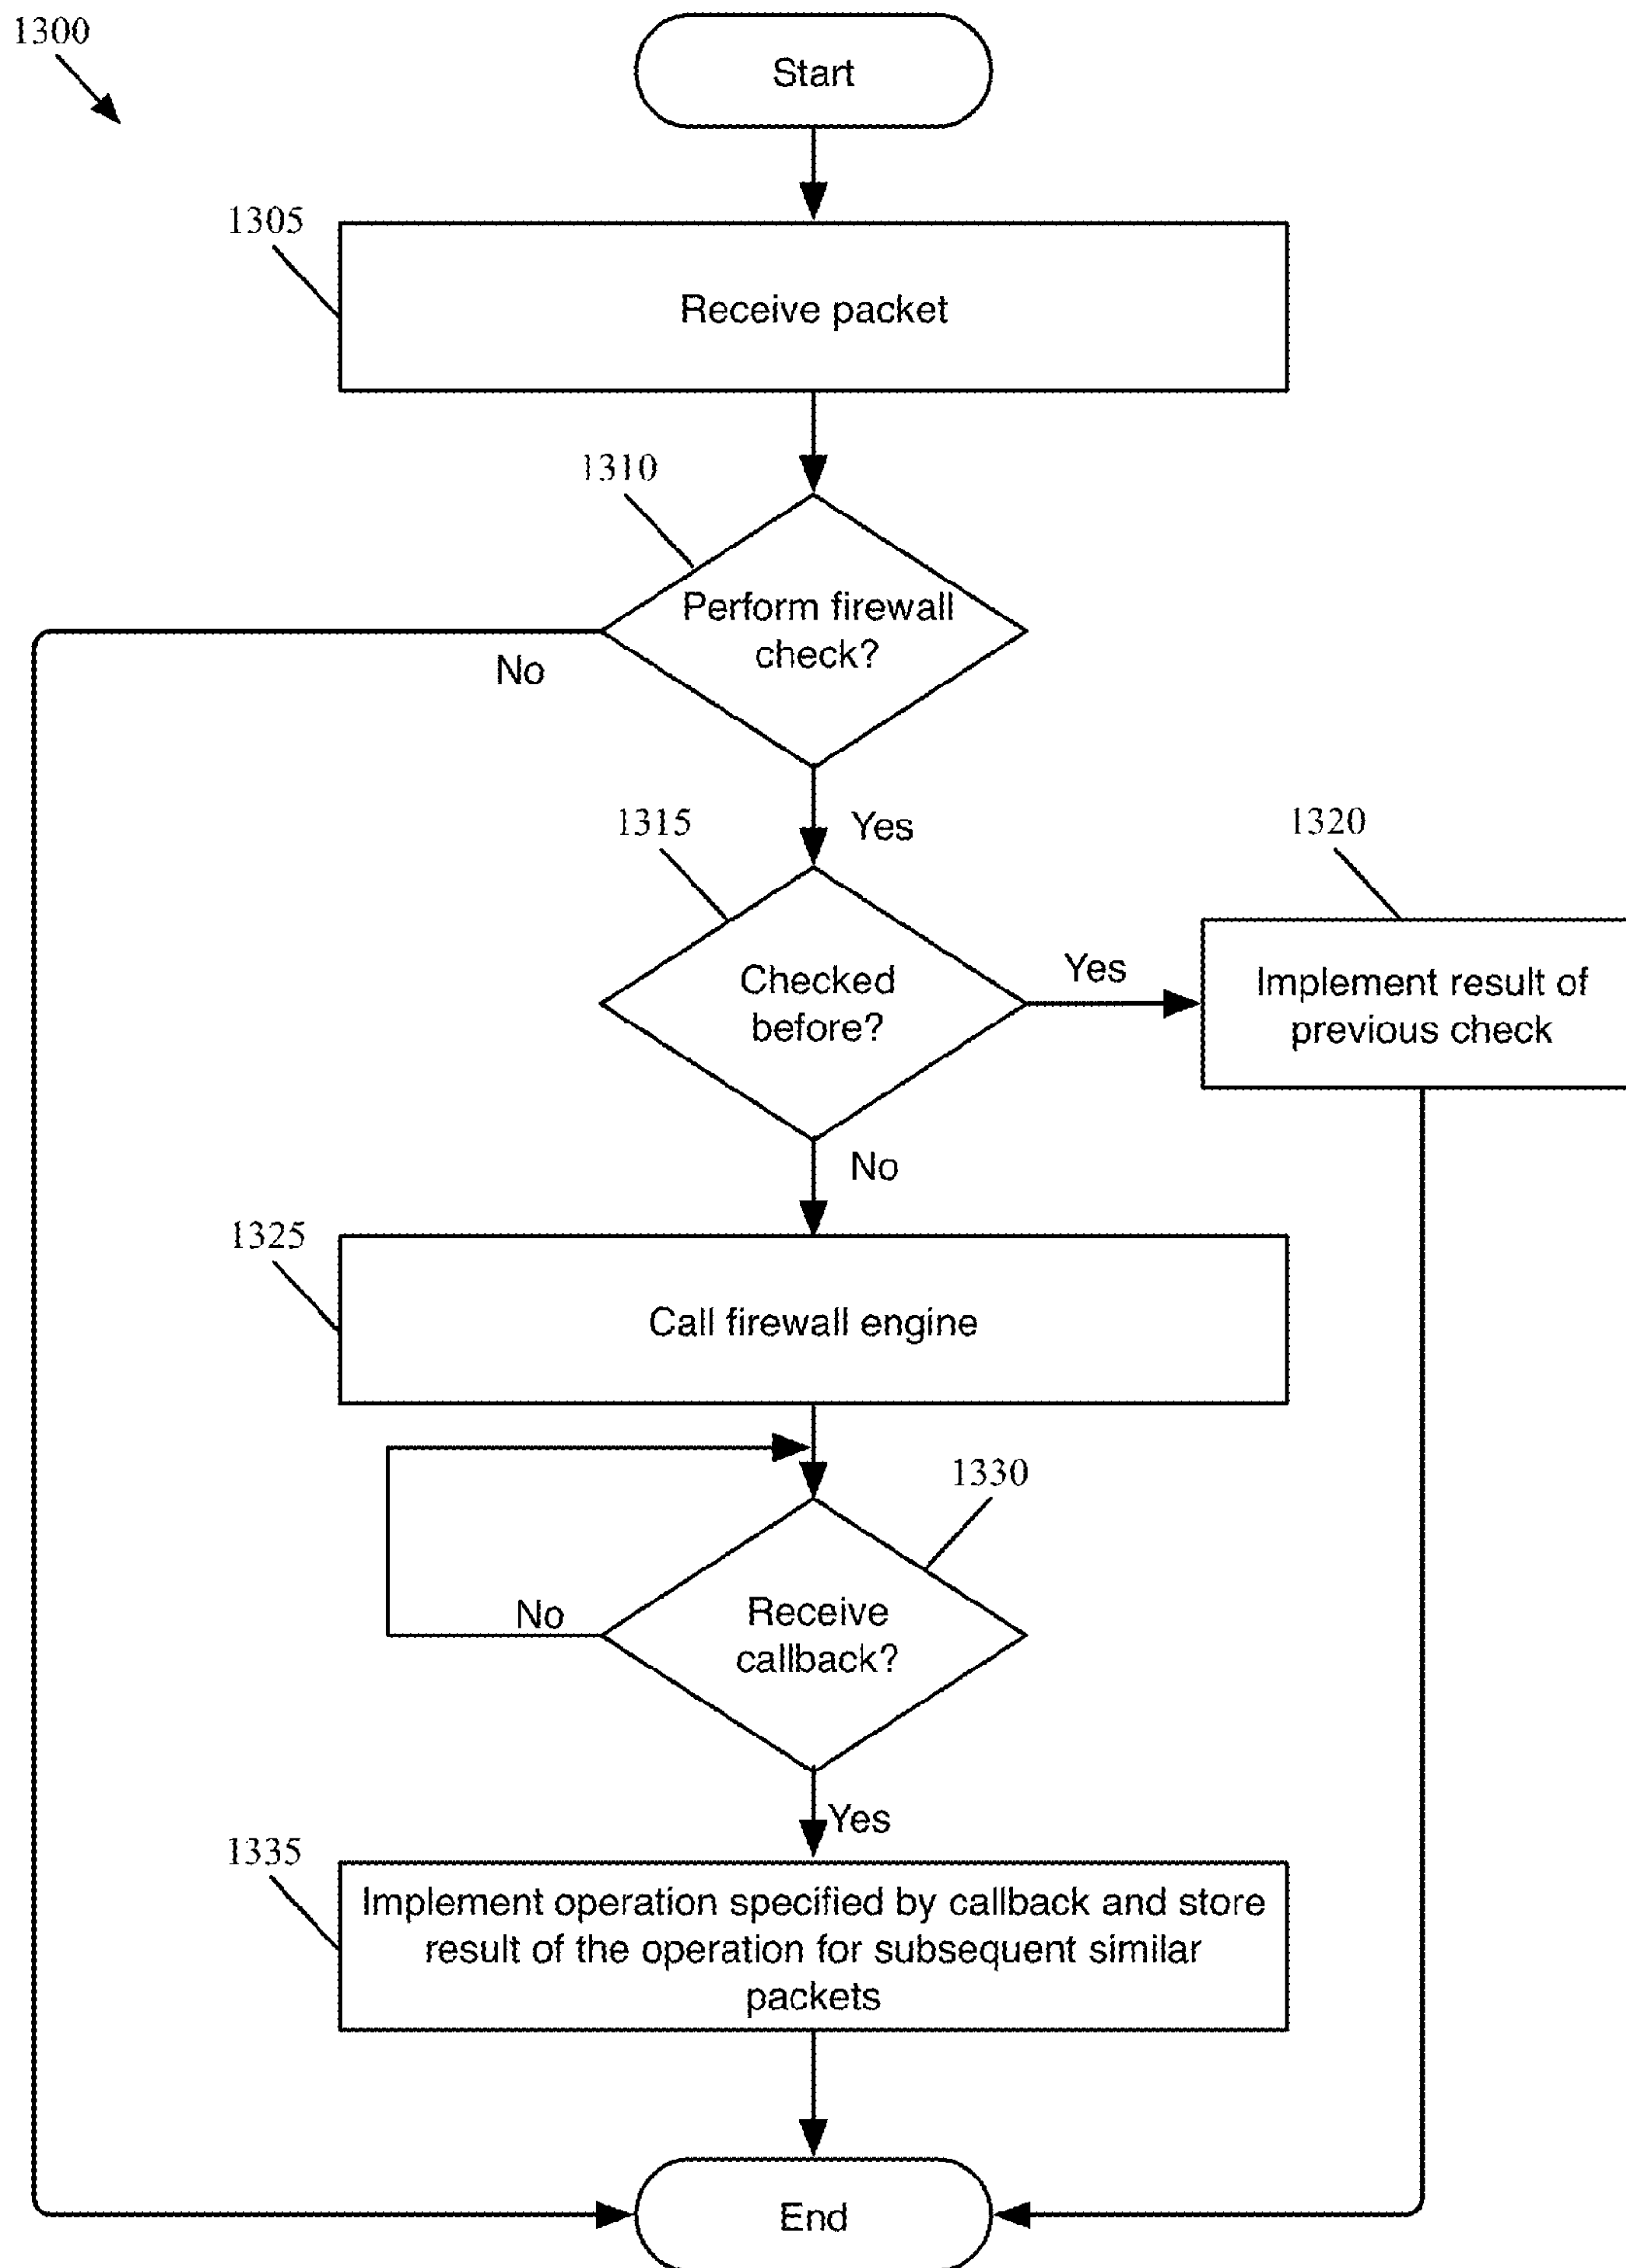 1300
Start
1305
Receive packet
1310
Perform firewall
check?
No
Yes
1315
1320
Checked
before?
Yes
Implement result of
previous check
No
1325
Call firewall engine
1330
No
Receive
callback?
Yes
1335
Implement operation specified by callback and store
result of the operation for subsequent similar
packets
End